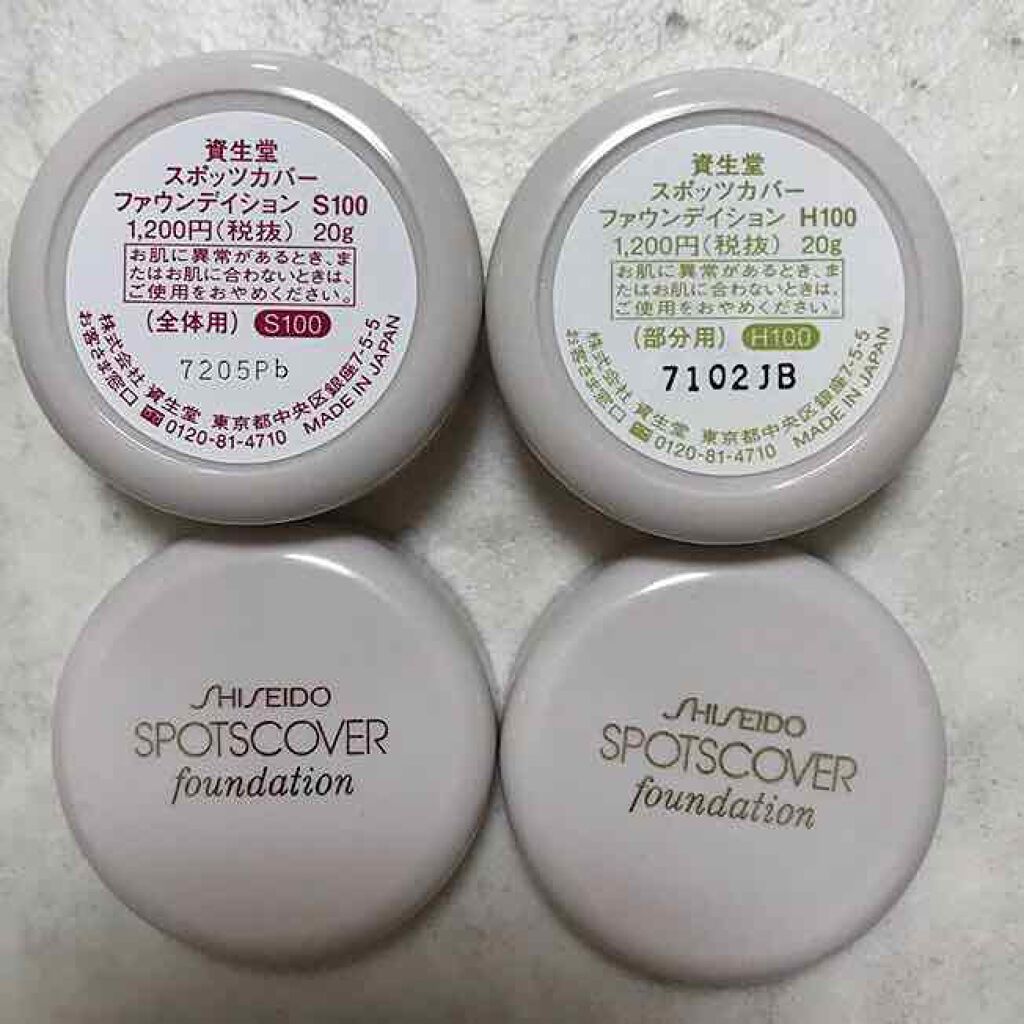 資生堂
スポッツカバー
ファウンデイション S100
1,200円(税抜) 20g
お肌に異常があるとき、ま
たはお肌に合わないときは、
ご使用をおやめください。
(全体用) S100
7205Pb
株式会社 資生堂 東京都中央区銀座7-5-5
お客さま窓口 0120-81-4710 MADE IN JAPAN
資生堂
スポッツカバー
ファウンデイション H100
1,200円(税抜) 20g
お肌に異常があるとき、ま
たはお肌に合わないときは、
ご使用をおやめください。
(部分用) H100
7102JB
株式会社 資生堂 東京都中央区銀座7-5-5
お客さま窓口 0120-81-4710 MADE IN JAPAN
SHISEIDO
SPOTSCOVER
foundation
SHISEIDO
SPOTSCOVER
foundation